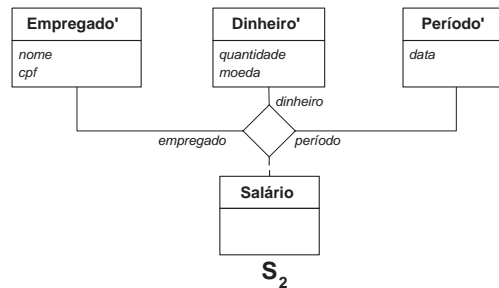 Empregado'
nome
cpf
Dinheiro'
quantidade
moeda
Período'
data
dinheiro
empregado
período
Salário
S2